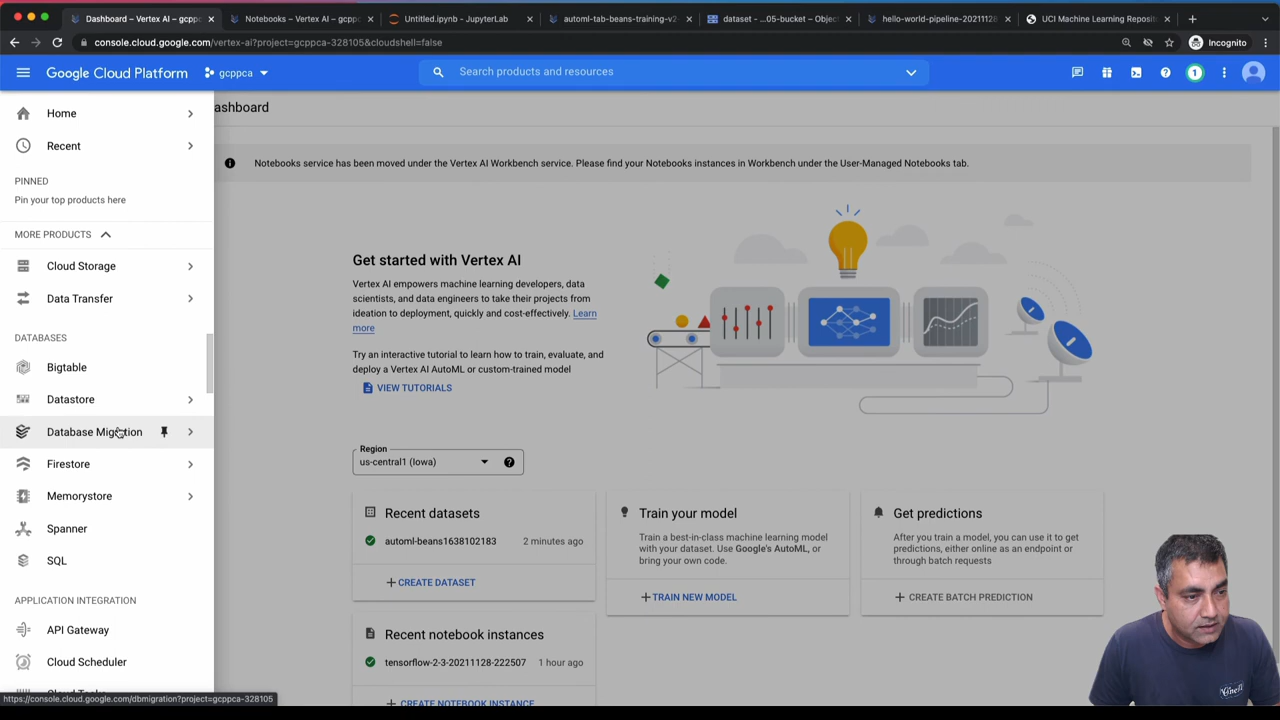 Dashboard – Vertex AI – gcppc
Notebooks – Vertex AI – gcpp
Untitled.ipynb - JupyterLab
automl-tab-beans-training-v2-
dataset - ...05-bucket – Object
hello-world-pipeline-20211128
UCI Machine Learning Reposit
console.cloud.google.com/vertex-ai?project=gcppca-328105&cloudshell=false
Incognito
Google Cloud Platform
gcppca
Search products and resources
1
Home
Recent
PINNED
Pin your top products here
MORE PRODUCTS
Cloud Storage
Data Transfer
DATABASES
Bigtable
Datastore
Database Migration
Firestore
Memorystore
Spanner
SQL
APPLICATION INTEGRATION
API Gateway
Cloud Scheduler
Cloud Tasks
https://console.cloud.google.com/dbmigration?project=gcppca-328105
ashboard
Notebooks service has been moved under the Vertex AI Workbench service. Please find your Notebooks instances in Workbench under the User-Managed Notebooks tab.
Get started with Vertex AI
Vertex AI empowers machine learning developers, data
scientists, and data engineers to take their projects from
ideation to deployment, quickly and cost-effectively. Learn
more
Try an interactive tutorial to learn how to train, evaluate, and
deploy a Vertex AI AutoML or custom-trained model
VIEW TUTORIALS
Region
us-central1 (Iowa)
Recent datasets
automl-beans1638102183 2 minutes ago
CREATE DATASET
Train your model
Train a best-in-class machine learning
model with your dataset. Use Google's AutoML, or
bring your own code.
TRAIN NEW MODEL
Get predictions
After you train a model, you can use it to get
predictions, either online as an endpoint or
through batch requests
CREATE BATCH PREDICTION
Recent notebook instances
tensorflow-2-3-20211128-222507 1 hour ago
CREATE NOTEBOOK INSTANCE